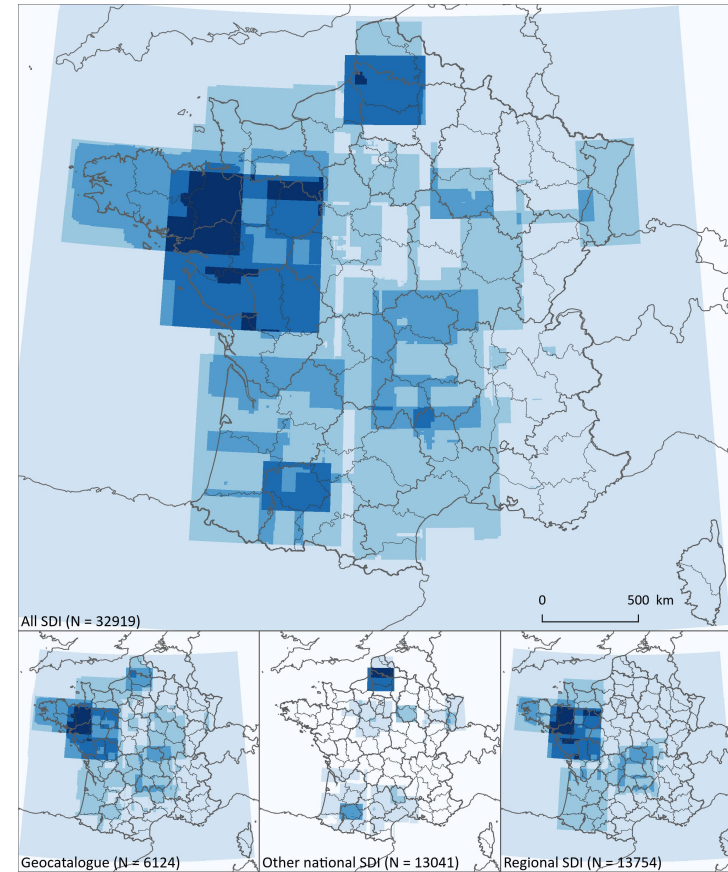 0 500 km
All SDI (N = 32919)
Geocatalogue (N = 6124)
Other national SDI (N = 13041)
Regional SDI (N = 13754)